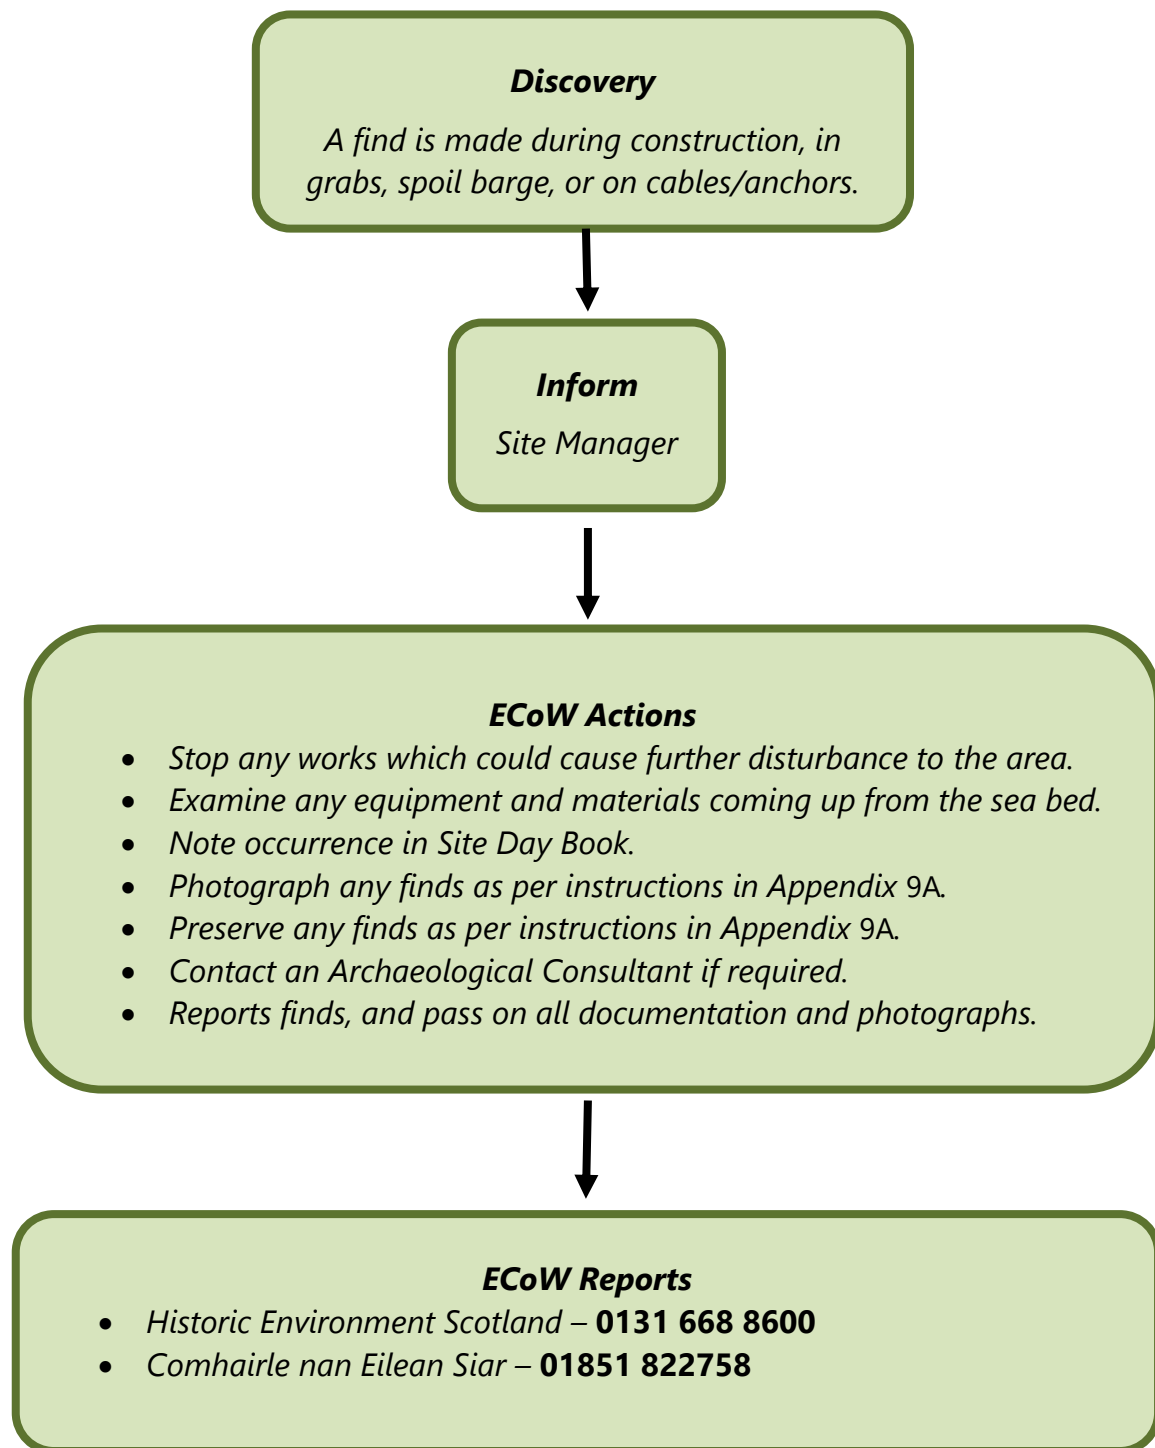 Discovery
A find is made during construction, in
grabs, spoil barge, or on cables/anchors.
Inform
Site Manager
ECoW Actions
• Stop any works which could cause further disturbance to the area.
• Examine any equipment and materials coming up from the sea bed.
• Note occurrence in Site Day Book.
• Photograph any finds as per instructions in Appendix 9A.
• Preserve any finds as per instructions in Appendix 9A.
• Contact an Archaeological Consultant if required.
• Reports finds, and pass on all documentation and photographs.
ECoW Reports
• Historic Environment Scotland – 0131 668 8600
• Comhairle nan Eilean Siar – 01851 822758